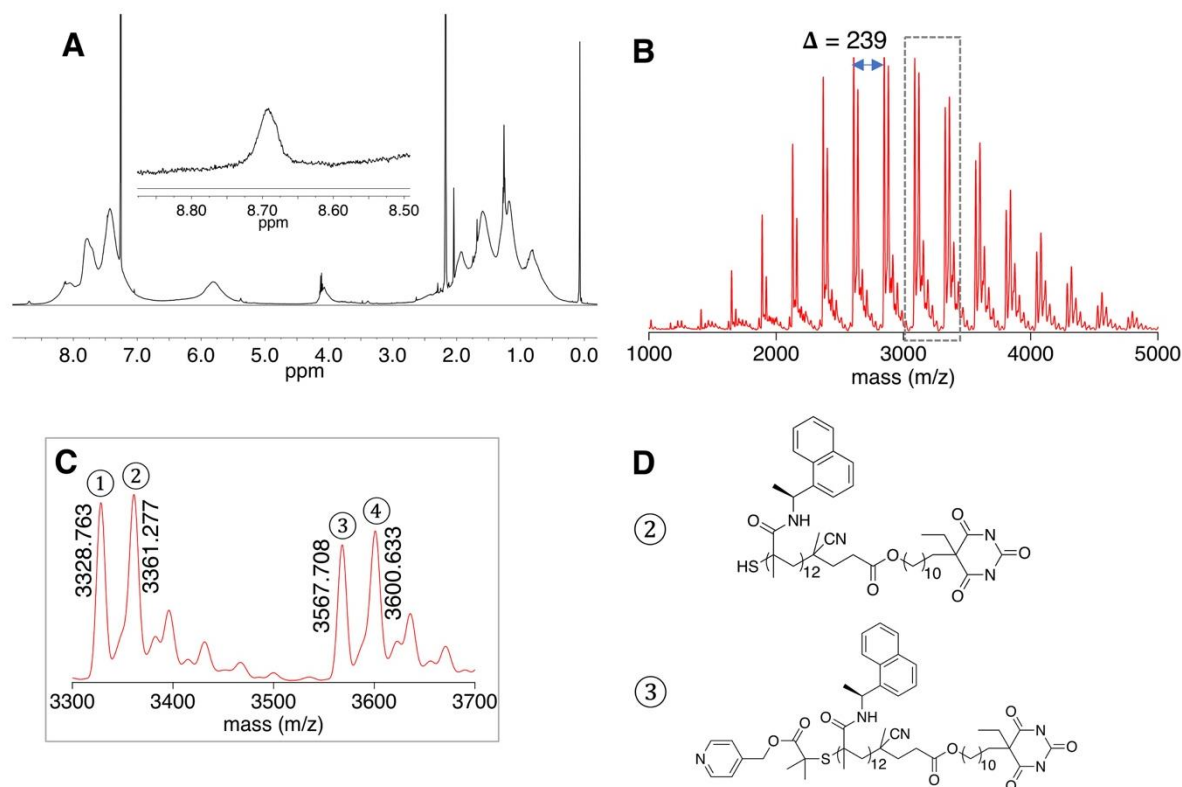 A
8.80 8.70 8.60 8.50
ppm
8.0 7.0 6.0 5.0 4.0 3.0 2.0 1.0 0.0
ppm
B
Δ = 239
1000 2000 3000 4000 5000
mass (m/z)
C
① ② ③ ④
3328.763
3361.277
3567.708
3600.633
3300 3400 3500 3600 3700
mass (m/z)
D
②
O NH
CN
HS ( )12 O O ( )10
O N O N O
③
O NH
O CN
N O S ( )12 O O ( )10
O N O N O